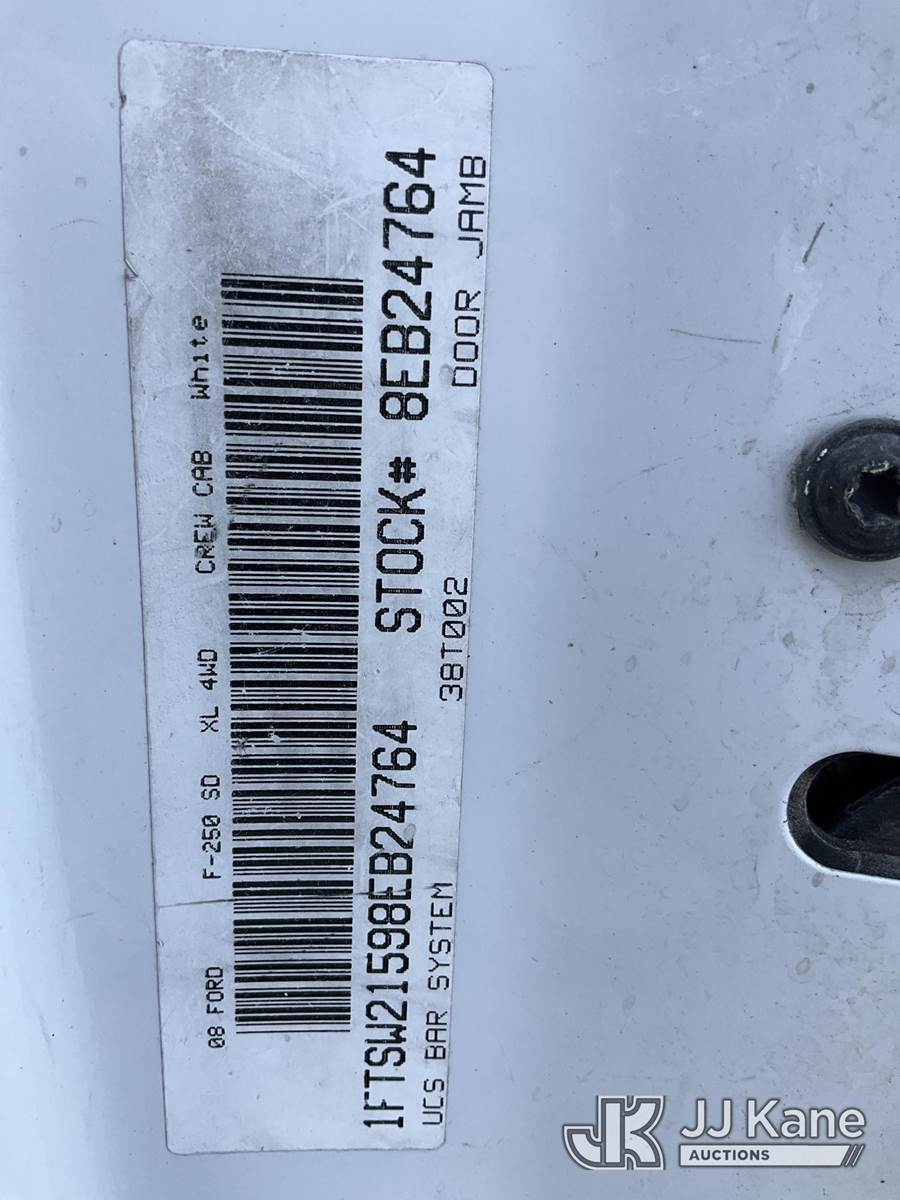 08 FORD F-250 SD XL 4WD CREW CAB White
1FTSW21598EB24764 STOCK# 8EB24764
UCS BAR SYSTEM 38T002 DOOR JAMB
JK JJ Kane
AUCTIONS